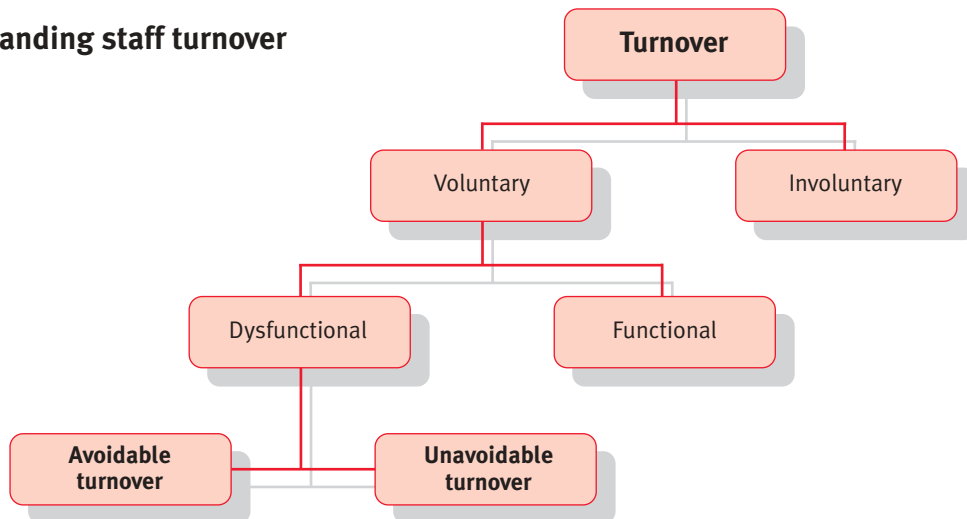 anding staff turnover
Turnover
Voluntary
Involuntary
Dysfunctional
Functional
Avoidable
turnover
Unavoidable
turnover